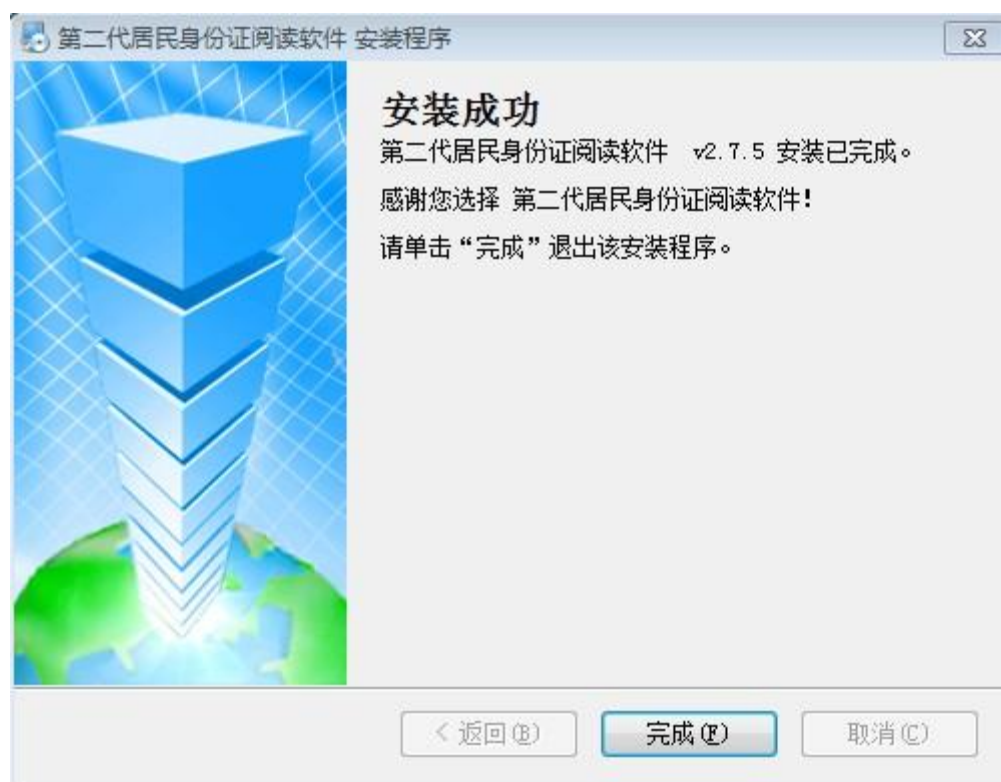 第二代居民身份证阅读软件 安装程序
安装成功
第二代居民身份证阅读软件 v2.7.5 安装已完成。
感谢您选择 第二代居民身份证阅读软件!
请单击“完成”退出该安装程序。
<返回(B) 完成(F) 取消(C)